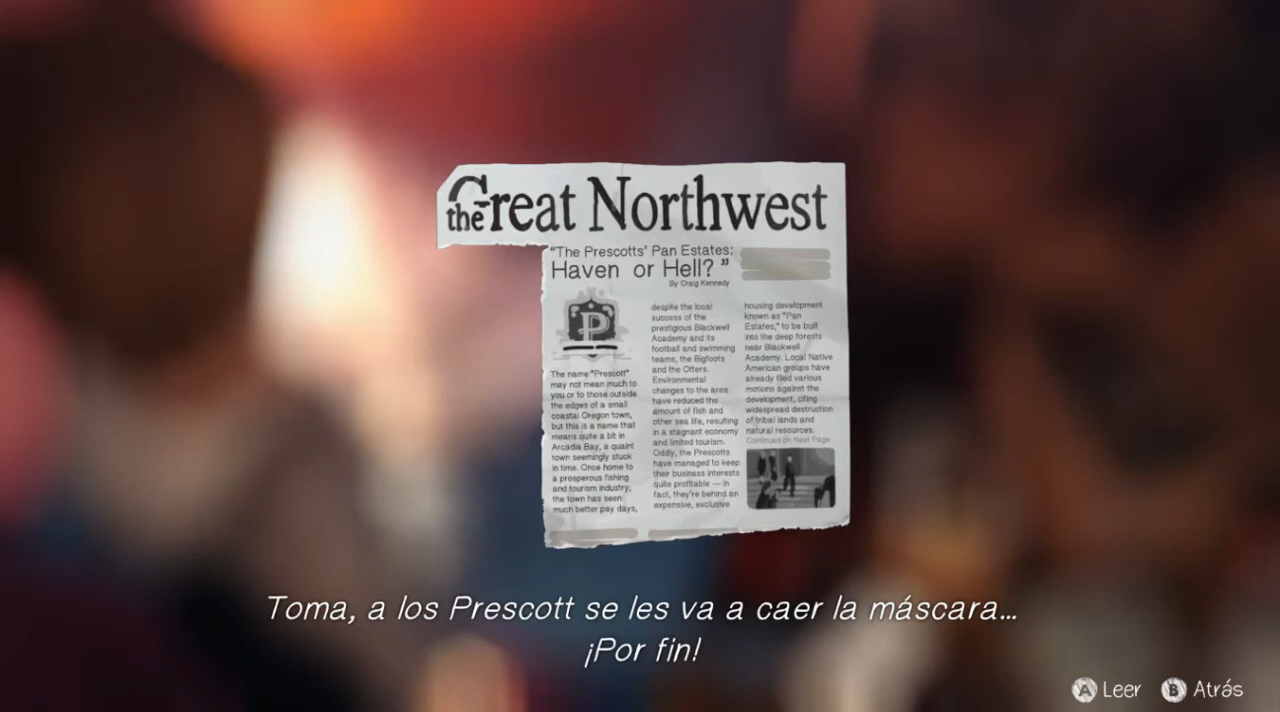 the Great Northwest
"The Prescotts' Pan Estates:
Haven or Hell?"
By Craig Kennedy
P
The name "Prescott"
may not mean much to
you or to those outside
the edges of a small
coastal Oregon town,
but this is a name that
means quite a bit in
Arcadia Bay, a quaint
town seemingly stuck
in time. Once home to
a prosperous fishing
and tourism industry,
the town has seen
much better pay days,
despite the local
success of the
prestigious Blackwell
Academy and its
football and swimming
teams, the Bigfoots
and the Otters.
Environmental
changes to the area
have reduced the
amount of fish and
other sea life, resulting
in a stagnant economy
and limited tourism.
Oddly, the Prescotts
have managed to keep
their business interests
quite profitable — in
fact, they're behind an
expensive, exclusive
housing development
known as "Pan
Estates," to be built
into the deep forests
near Blackwell
Academy. Local Native
American groups have
already filed various
motions against the
development, citing
widespread destruction
of tribal lands and
natural resources.
Continued on Next Page
Toma, a los Prescott se les va a caer la máscara...
¡Por fin!
A Leer B Atrás